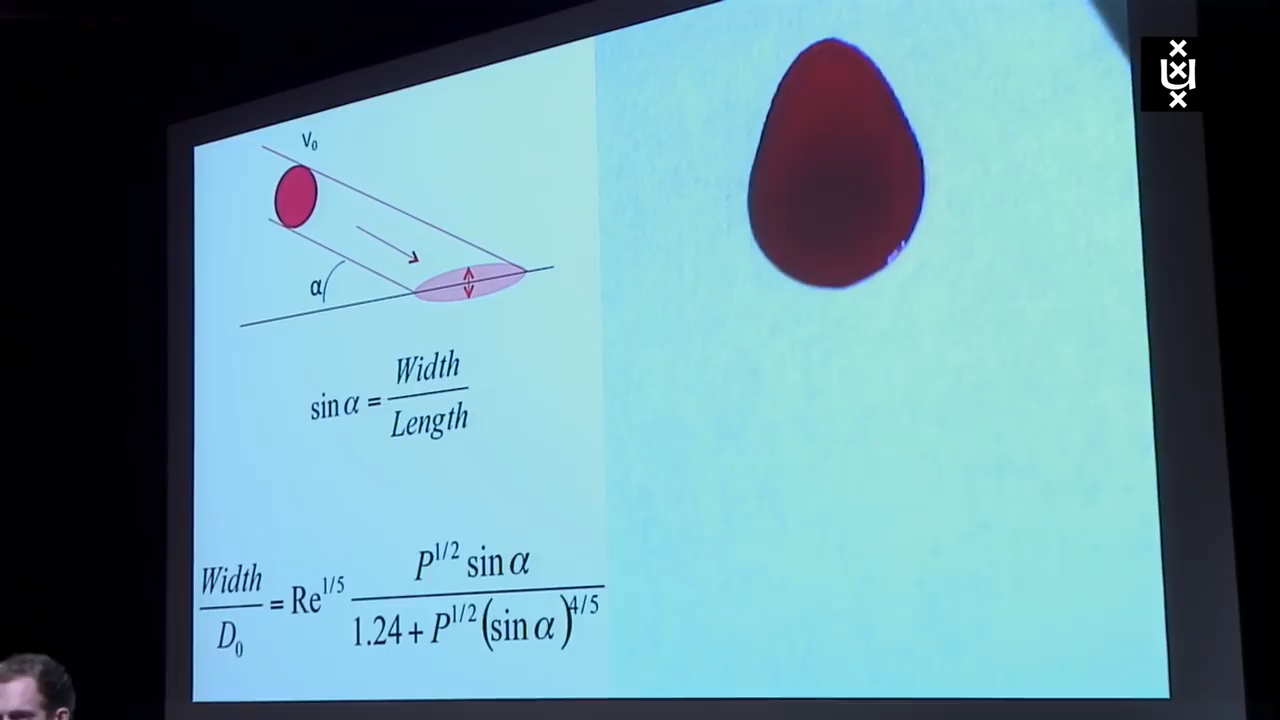 V₀
α
sin α = Width / Length
Width / D₀ = Re^1/5 P^1/2 sin α / 1.24 + P^1/2 (sin α)^4/5
XXX
U